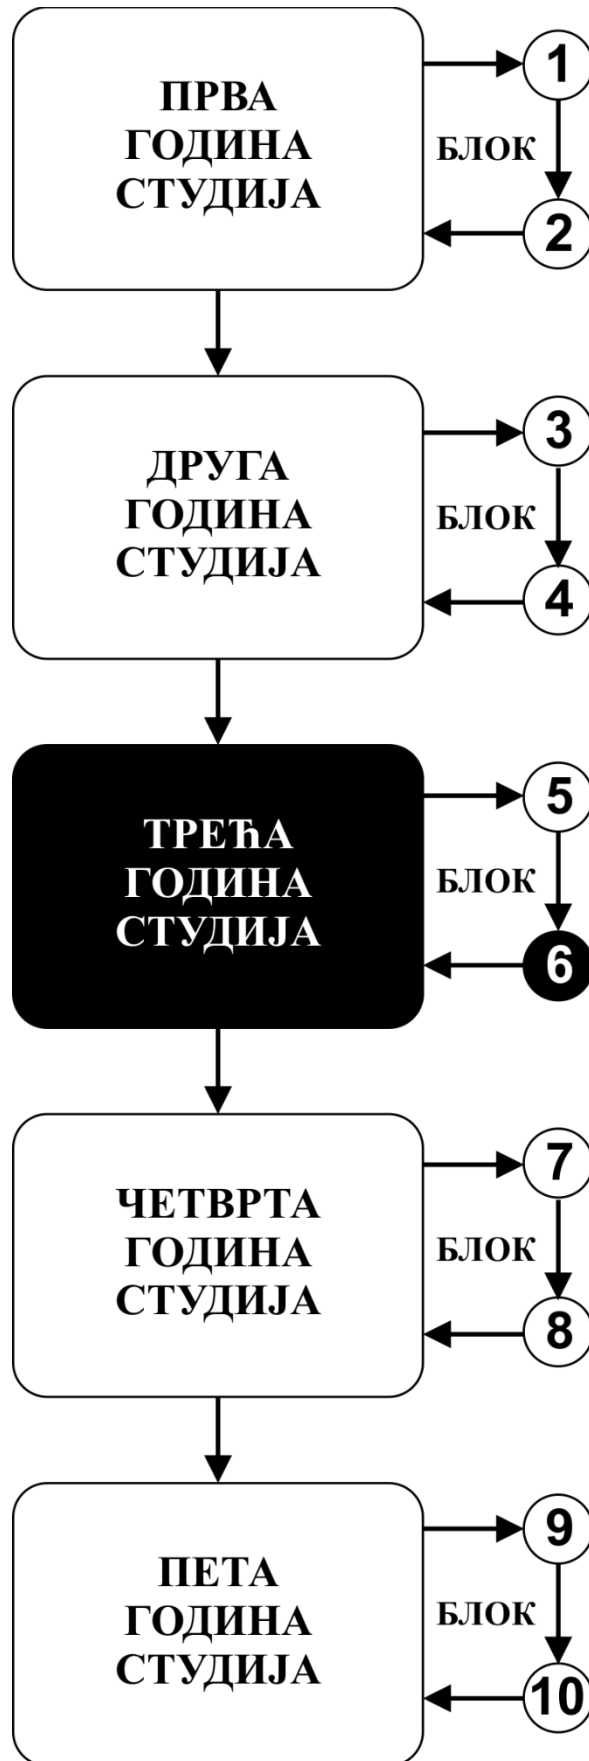 ПРВА
ГОДИНА
СТУДИЈА
1
БЛОК
2
ДРУГА
ГОДИНА
СТУДИЈА
3
БЛОК
4
ТРЕЋА
ГОДИНА
СТУДИЈА
5
БЛОК
6
ЧЕТВРТА
ГОДИНА
СТУДИЈА
7
БЛОК
8
ПЕТА
ГОДИНА
СТУДИЈА
9
БЛОК
10